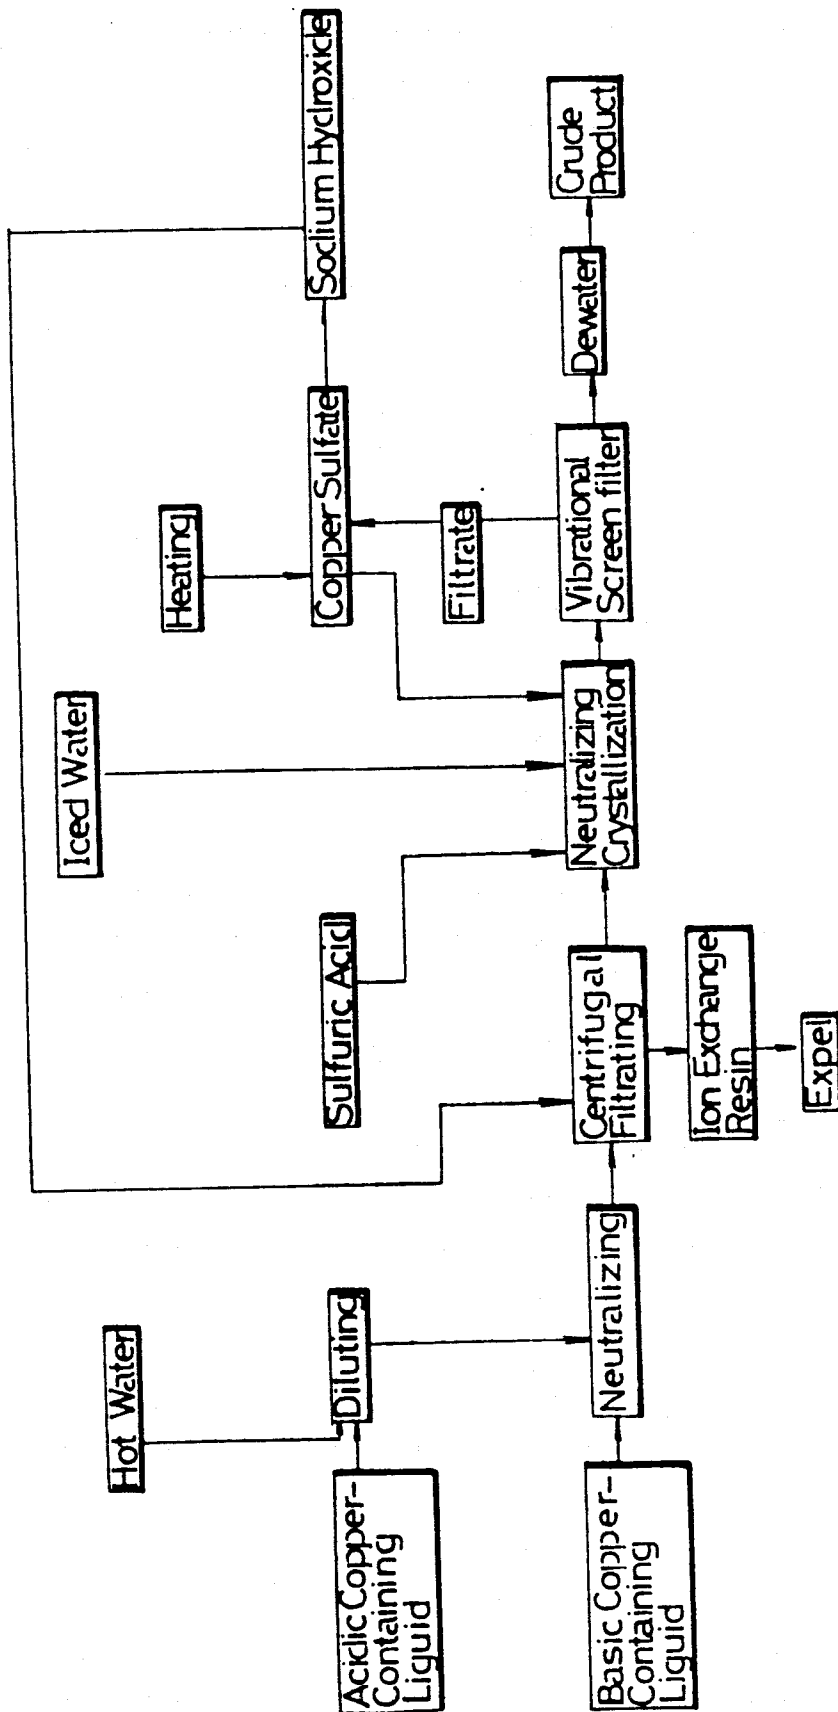 Hot Water
Acidic Copper-
Containing
Liquid
Diluting
Basic Copper-
Containing
Liquid
Neutralizing
Sulfuric Acid
Iced Water
Heating
Copper Sulfate
Sodium Hydroxide
Filtrate
Centrifugal
Filtrating
Ion Exchange
Resin
Expel
Neutralizing
Crystallization
Vibrational
Screen filter
Dewater
Crude
Product